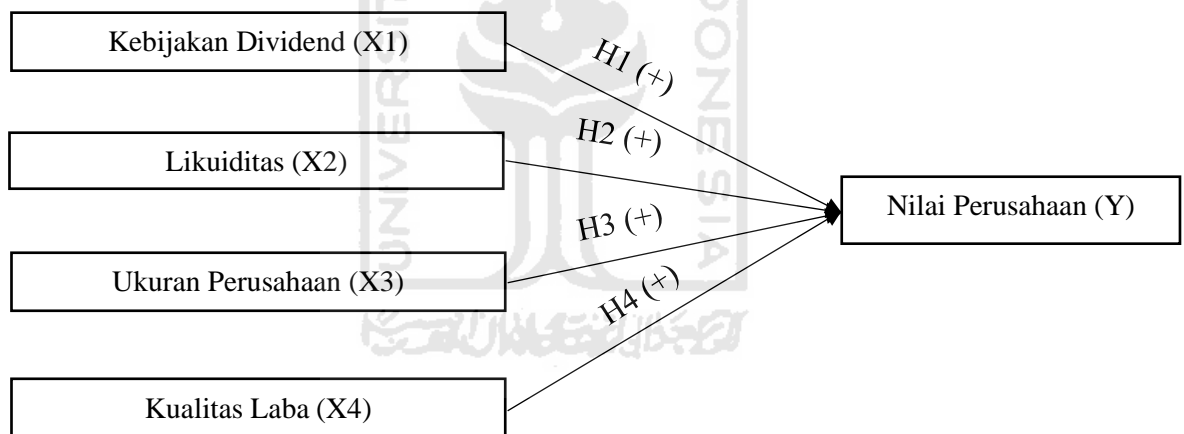 Kebijakan Dividend (X1)
H1 (+)
H2 (+)
Likuiditas (X2)
Nilai Perusahaan (Y)
H3 (+)
Ukuran Perusahaan (X3)
H4 (+)
Kualitas Laba (X4)